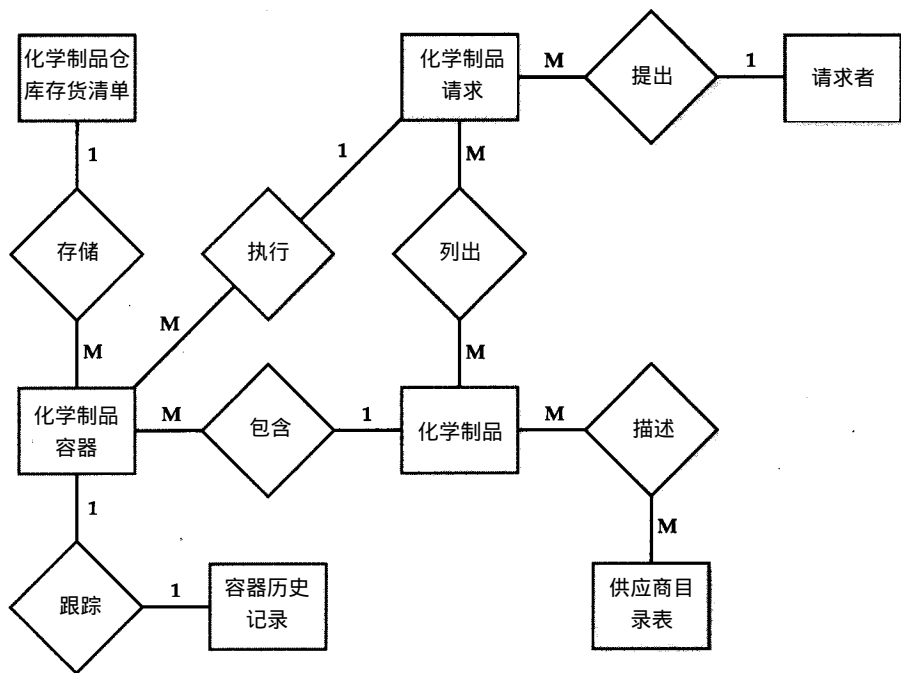 化学制品仓
库存货清单
化学制品
请求
M
提出
1
请求者
1
1
M
存储
执行
列出
M
M
M
化学制品
容器
M
包含
1
化学制品
M
描述
1
M
跟踪
1
容器历史
记录
供应商目
录表